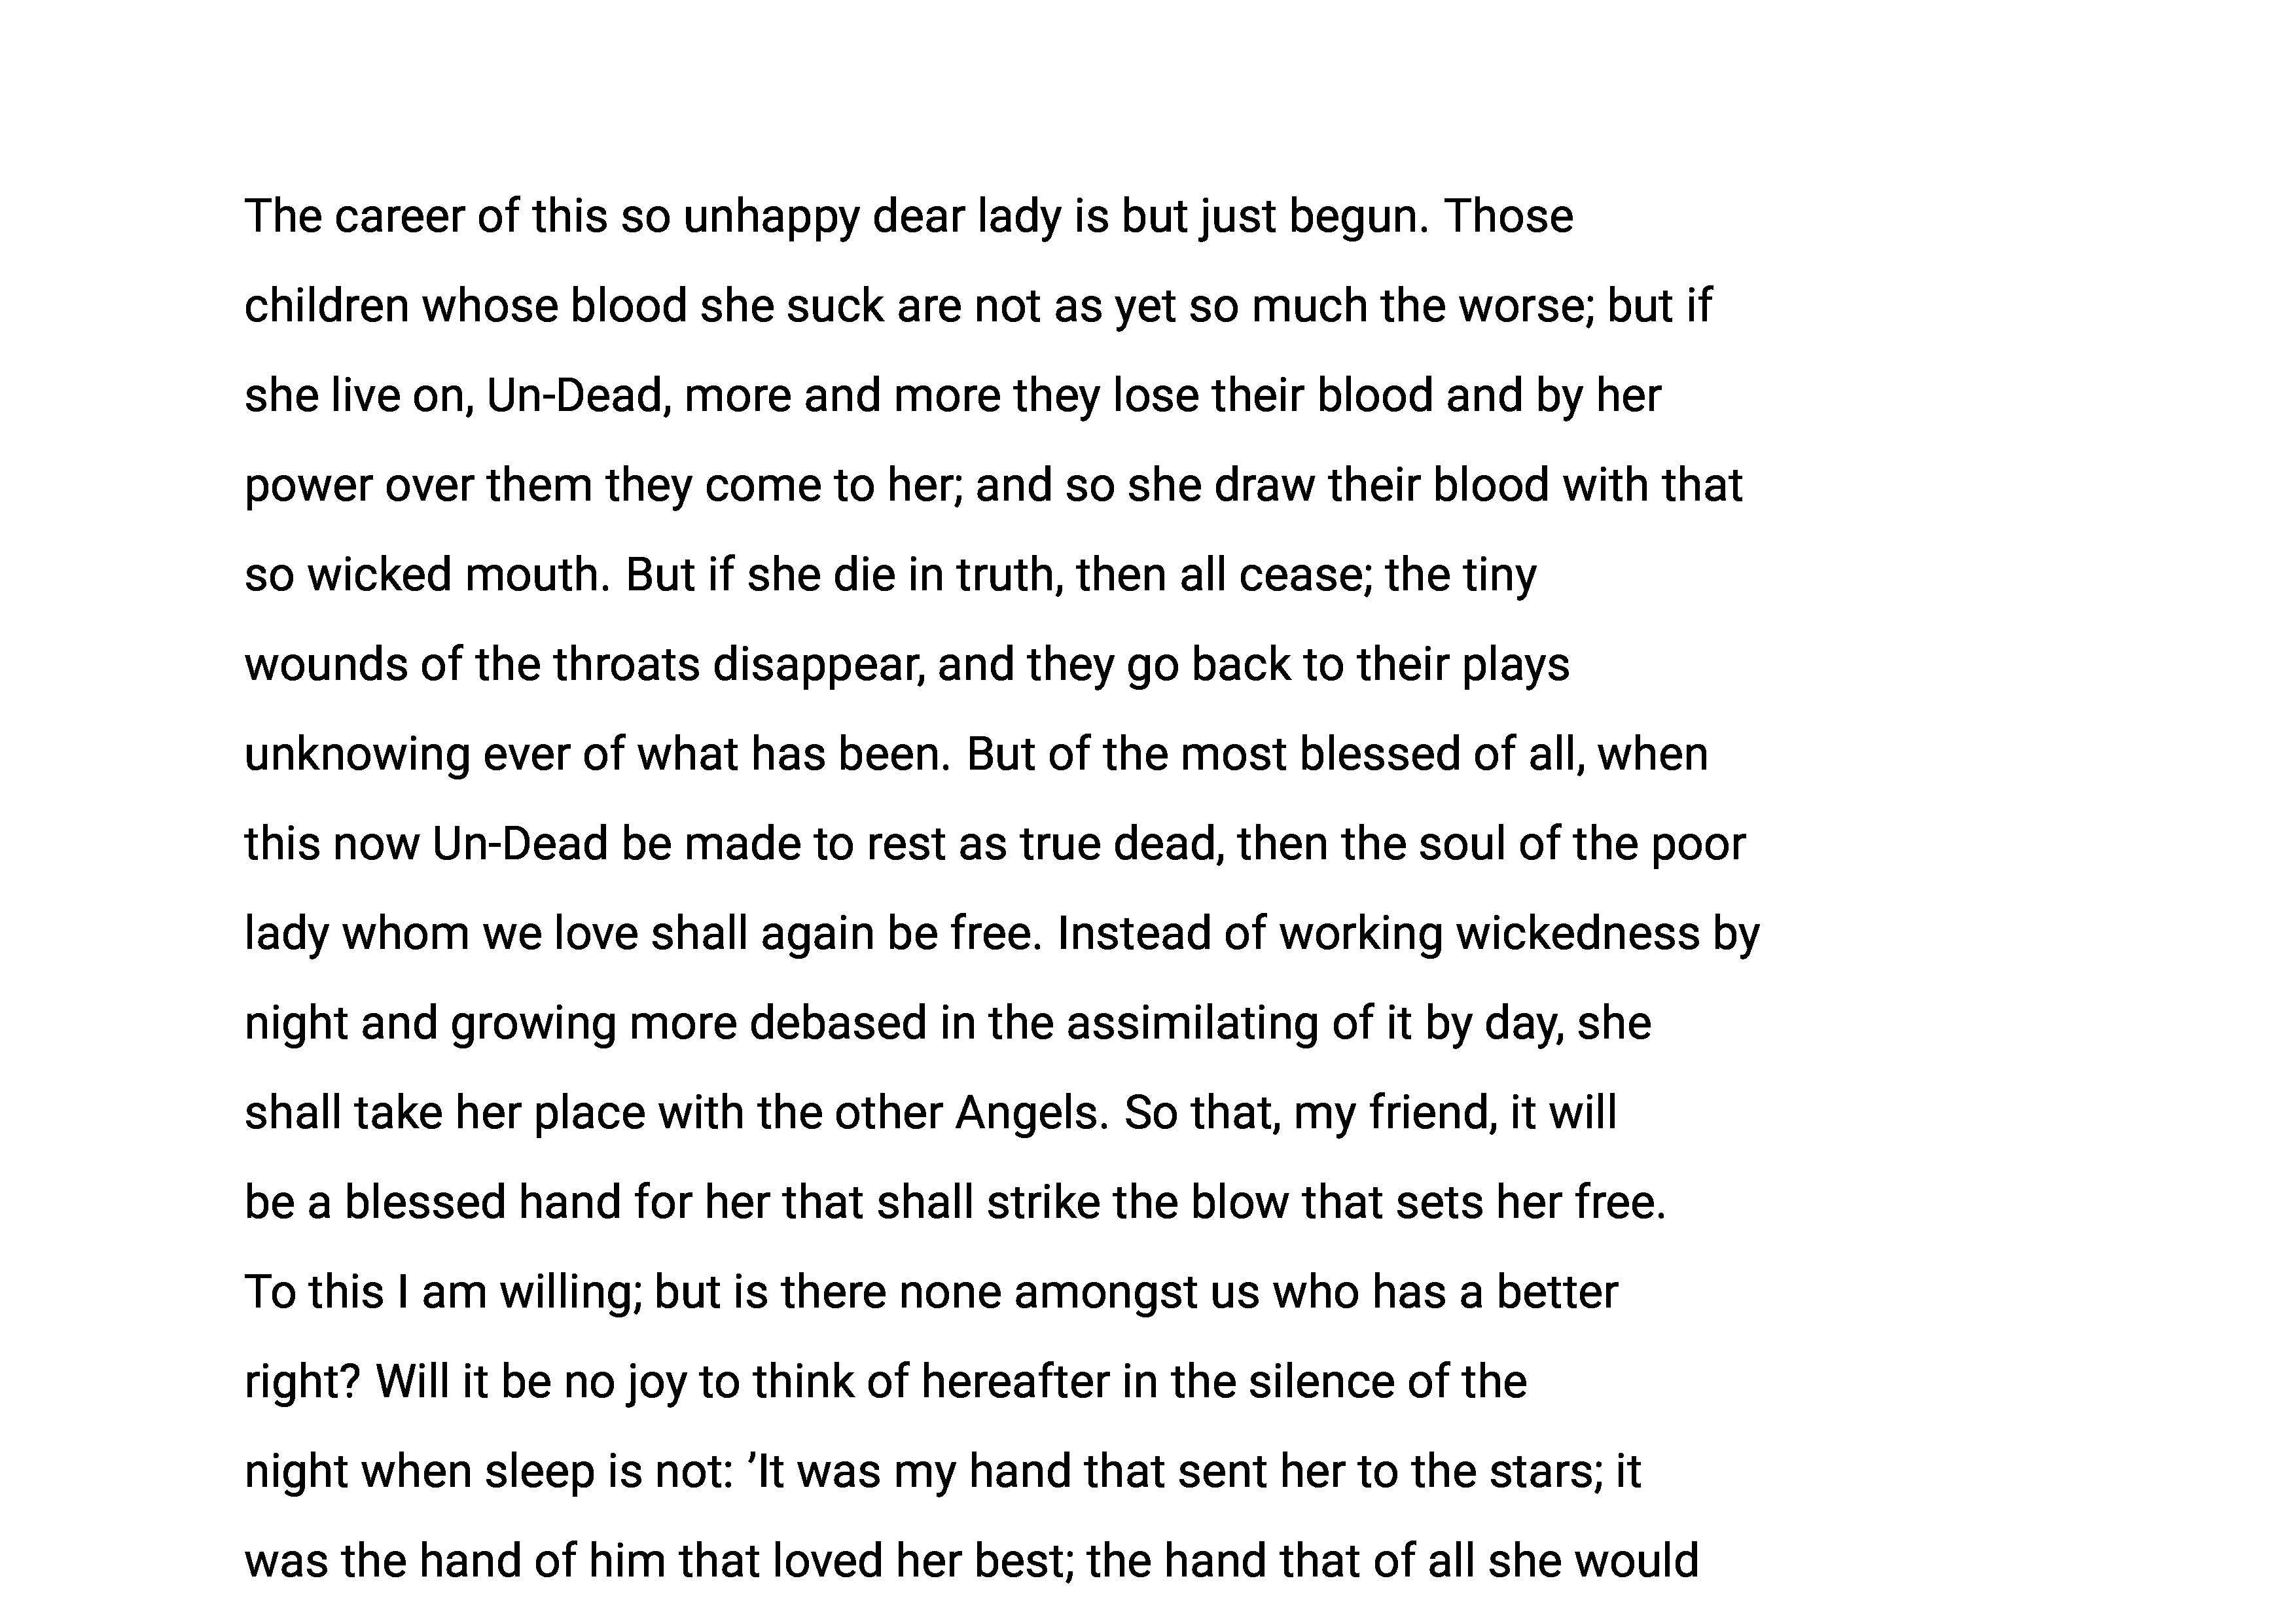 The career of this so unhappy dear lady is but just begun. Those
children whose blood she suck are not as yet so much the worse; but if
she live on, Un-Dead, more and more they lose their blood and by her
power over them they come to her; and so she draw their blood with that
so wicked mouth. But if she die in truth, then all cease; the tiny
wounds of the throats disappear, and they go back to their plays
unknowing ever of what has been. But of the most blessed of all, when
this now Un-Dead be made to rest as true dead, then the soul of the poor
lady whom we love shall again be free. Instead of working wickedness by
night and growing more debased in the assimilating of it by day, she
shall take her place with the other Angels. So that, my friend, it will
be a blessed hand for her that shall strike the blow that sets her free.
To this I am willing; but is there none amongst us who has a better
right? Will it be no joy to think of hereafter in the silence of the
night when sleep is not: ’It was my hand that sent her to the stars; it
was the hand of him that loved her best; the hand that of all she would